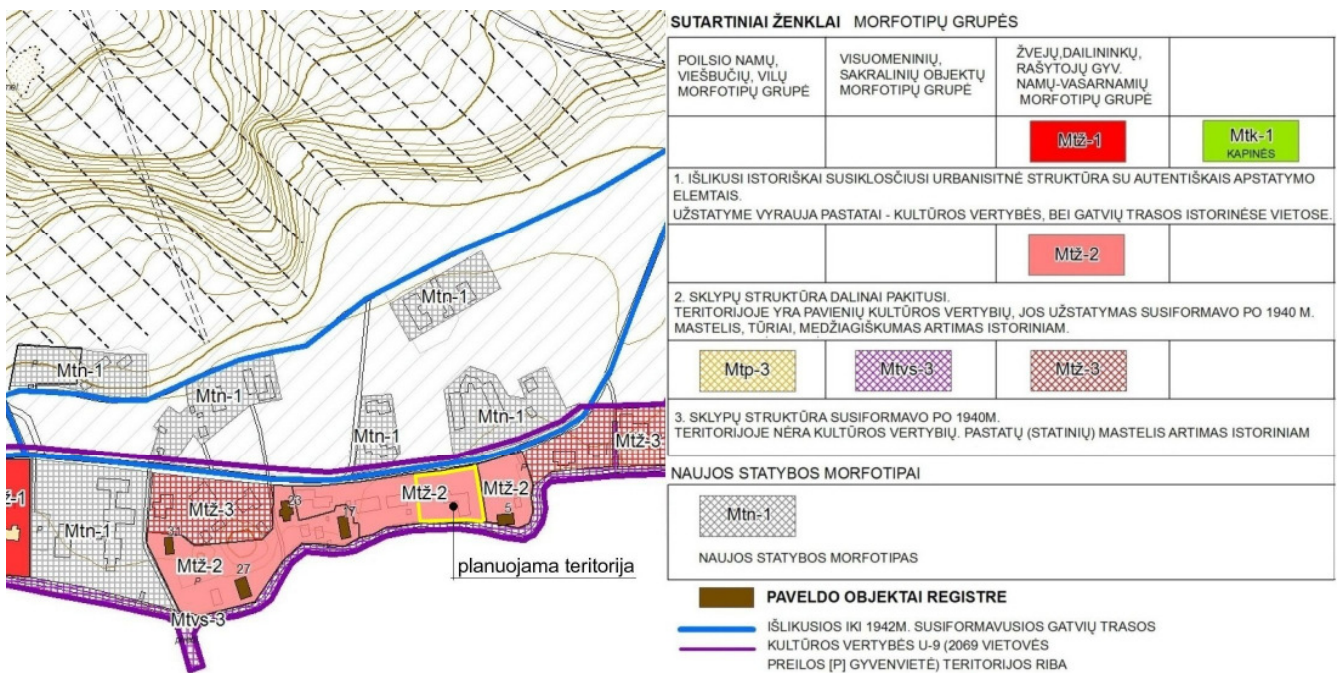 Mtn-1
Mtn-1
Mtn-1
Mtn-1
Mtn-1
Mtž-3
Mtž-2
Mtž-2
Mtž-3
23
17
5
ž-1
Mtn-1
31
Mtž-2
27
planuojama teritorija
Mtvs-3
SUTARTINIAI ŽENKLAI MORFOTIPŲ GRUPĖS
POILSIO NAMŲ,
VIEŠBUČIŲ, VILŲ
MORFOTIPŲ GRUPĖ
VISUOMENINIŲ,
SAKRALINIŲ OBJEKTŲ
MORFOTIPŲ GRUPĖ
ŽVEJŲ,DAILININKŲ,
RAŠYTOJŲ GYV.
NAMŲ-VASARNAMIŲ
MORFOTIPŲ GRUPĖ
Mtž-1
Mtk-1
KAPINĖS
1. IŠLIKUSI ISTORIŠKAI SUSIKLOSČIUSI URBANISITNĖ STRUKTŪRA SU AUTENTIŠKAIS APSTATYMO
ELEMTAIS.
UŽSTATYME VYRAUJA PASTATAI - KULTŪROS VERTYBĖS, BEI GATVIŲ TRASOS ISTORINĖSE VIETOSE.
Mtž-2
2. SKLYPŲ STRUKTŪRA DALINAI PAKITUSI.
TERITORIJOJE YRA PAVIENIŲ KULTŪROS VERTYBIŲ, JOS UŽSTATYMAS SUSIFORMAVO PO 1940 M.
MASTELIS, TŪRIAI, MEDŽIAGIŠKUMAS ARTIMAS ISTORINIAM.
Mtp-3
Mtvs-3
Mtž-3
3. SKLYPŲ STRUKTŪRA SUSIFORMAVO PO 1940M.
TERITORIJOJE NĖRA KULTŪROS VERTYBIŲ. PASTATŲ (STATINIŲ) MASTELIS ARTIMAS ISTORINIAM
NAUJOS STATYBOS MORFOTIPAI
Mtn-1
NAUJOS STATYBOS MORFOTIPAS
PAVELDO OBJEKTAI REGISTRE
IŠLIKUSIOS IKI 1942M. SUSIFORMAVUSIOS GATVIŲ TRASOS
KULTŪROS VERTYBĖS U-9 (2069 VIETOVĖS
PREILOS [P] GYVENVIETĖ) TERITORIJOS RIBA